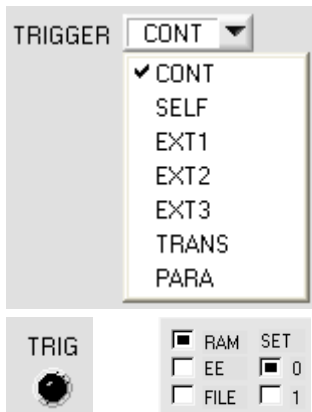 TRIGGER CONT
CONT
SELF
EXT1
EXT2
EXT3
TRANS
PARA
TRIG
RAM SET
EE 0
FILE 1